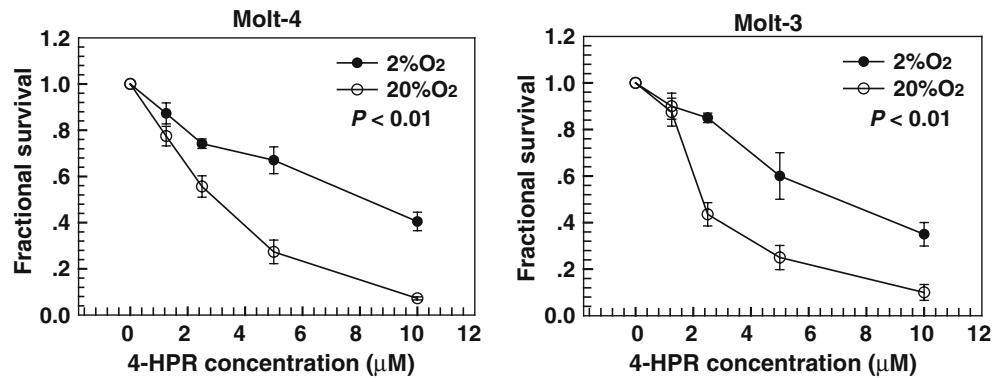 Molt-4
1.2
1.0
.8
.6
.4
.2
0.0
Fractional survival
2%O2
20%O2
P < 0.01
0 2 4 6 8 10 12
4-HPR concentration (μM)
Molt-3
1.2
1.0
.8
.6
.4
.2
0.0
Fractional survival
2%O2
20%O2
P < 0.01
0 2 4 6 8 10 12
4-HPR concentration (μM)